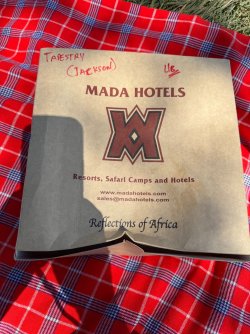 TAPESTRY
(JACKSON)
MADA HOTELS
Resorts, Safari Camps and Hotels
www.madahotels.com
sales@madahotels.com
Reflections of Africa